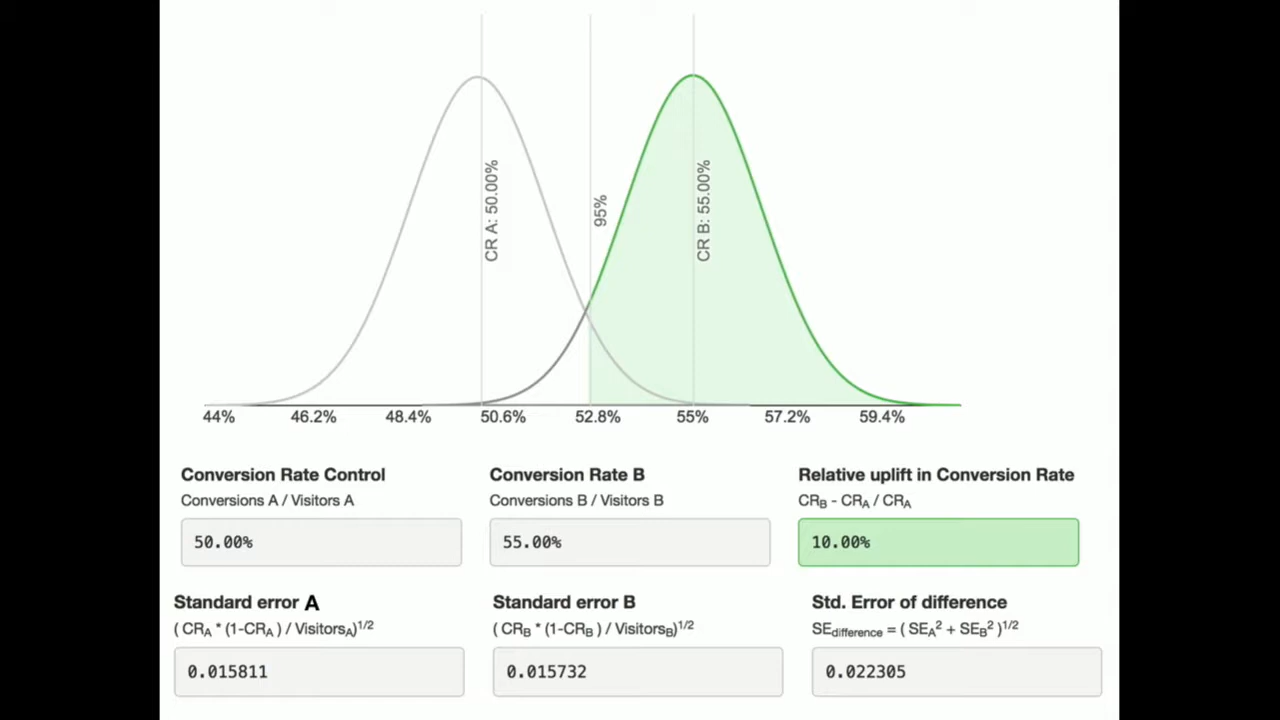 CR A: 50.00%
95%
CR B: 55.00%
44% 46.2% 48.4% 50.6% 52.8% 55% 57.2% 59.4%
Conversion Rate Control Conversion Rate B Relative uplift in Conversion Rate
Conversions A / Visitors A Conversions B / Visitors B CRB - CRA / CRA
50.00% 55.00% 10.00%
Standard error A Standard error B Std. Error of difference
( CRA * (1-CRA ) / VisitorsA)1/2 ( CRB * (1-CRB ) / VisitorsB)1/2 SEdifference = ( SEA2 + SEB2 )1/2
0.015811 0.015732 0.022305